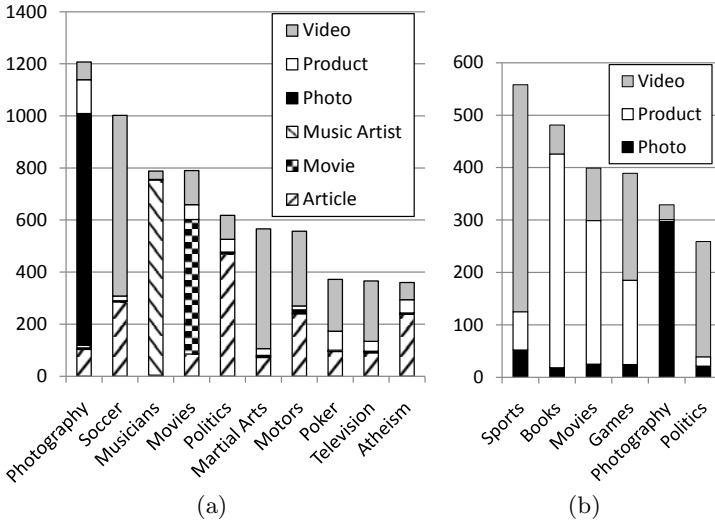 1400
1200
1000
800
600
400
200
0
Video
Product
Photo
Music Artist
Movie
Article
Photography
Soccer
Musicians
Movies
Politics
Martial Arts
Motors
Poker
Television
Atheism
(a)
600
500
400
300
200
100
0
Video
Product
Photo
Sports
Books
Movies
Games
Photography
Politics
(b)